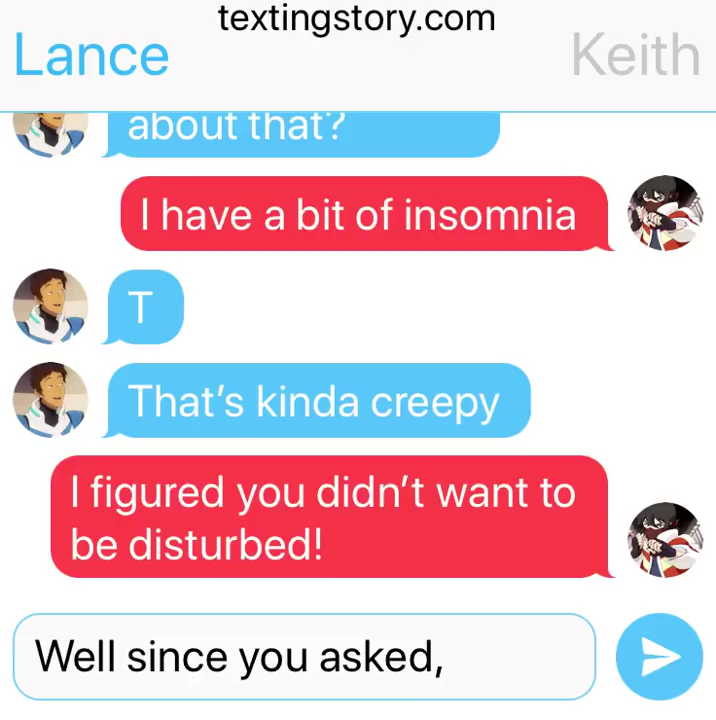 textingstory.com
Lance
Keith
about that?
I have a bit of insomnia
T
That's kinda creepy
I figured you didn't want to
be disturbed!
Well since you asked,